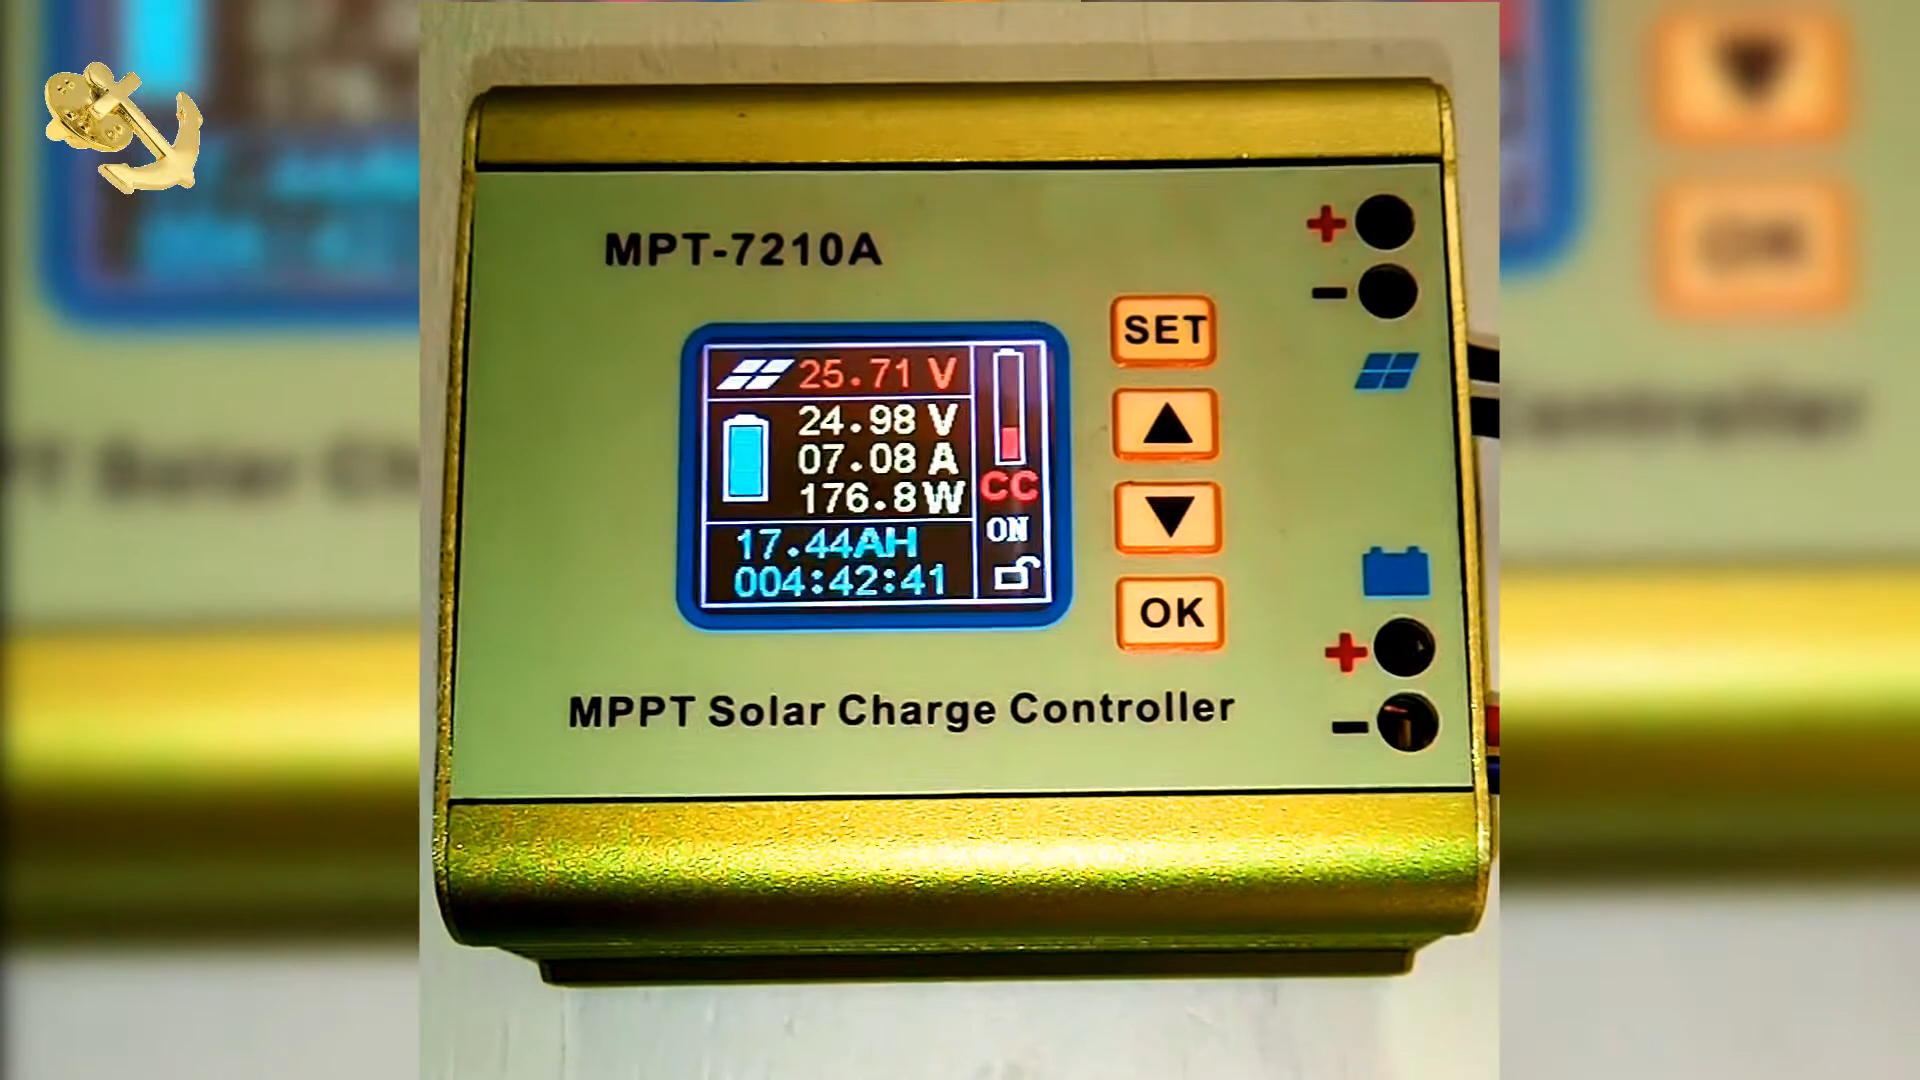 MPT-7210A
25.71 V
24.98 V
07.08 A
176.8 W
17.44AH
004:42:41
CC
ON
SET
OK
+
-
+
-
MPPT Solar Charge Controller